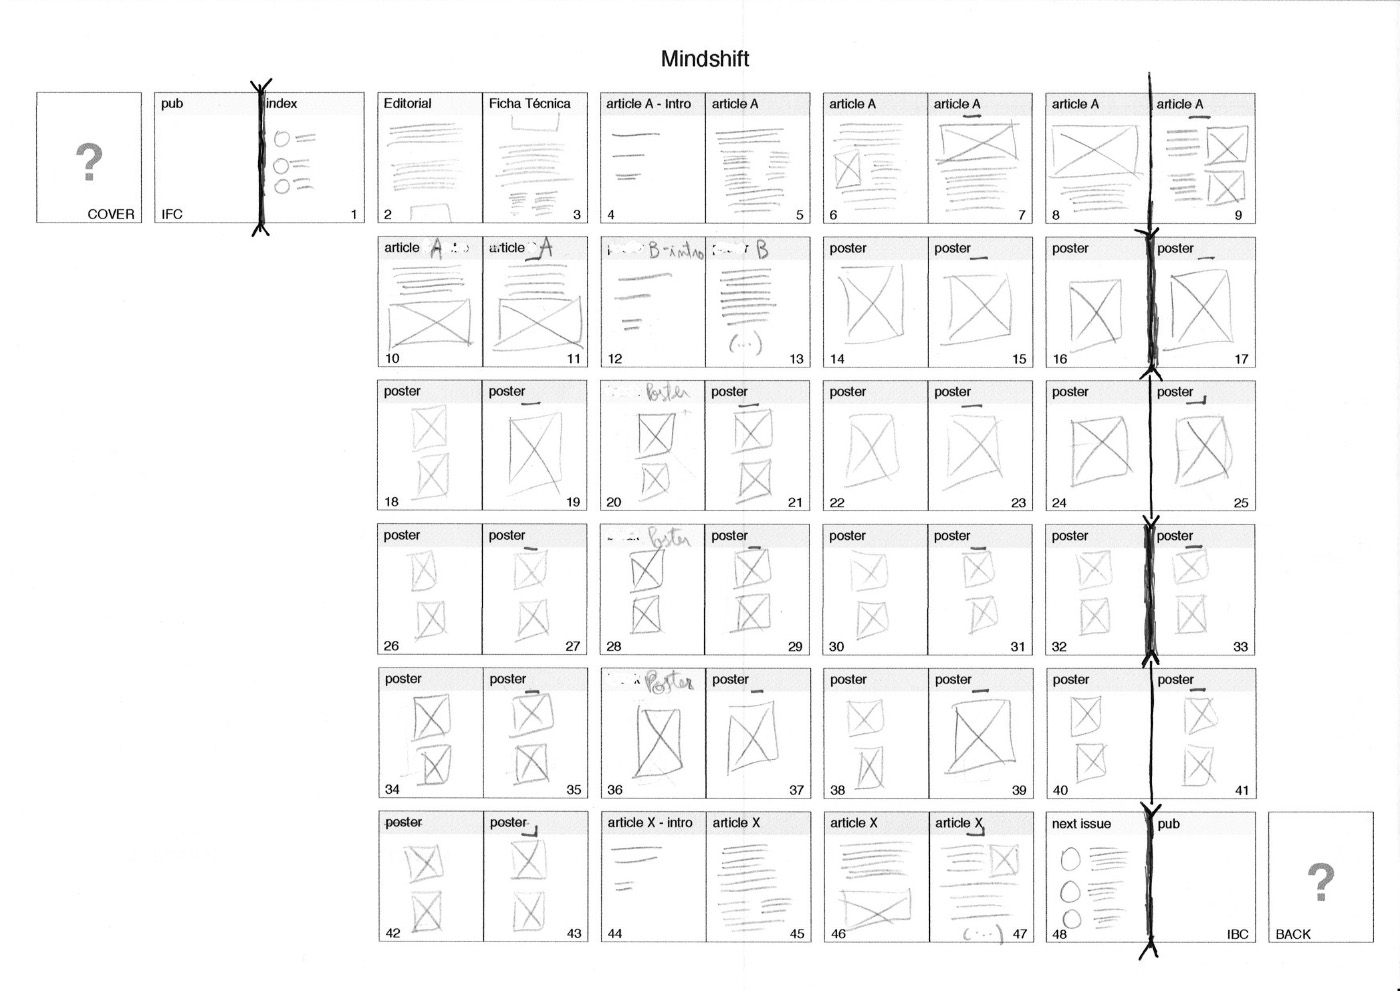 Mindshift
pub index Editorial Ficha Técnica article A - Intro article A article A article A article A article A
? COVER IFC 1 2 3 4 5 6 7 8 9
article A article A B-intro B poster poster poster poster
10 11 12 (...) 13 14 15 16 17
poster poster Poster poster poster poster poster poster
18 19 20 21 22 23 24 25
poster poster Poster poster poster poster poster poster
26 27 28 29 30 31 32 33
poster poster Poster poster poster poster poster poster
34 35 36 37 38 39 40 41
poster poster article X - intro article X article X article X next issue pub
42 43 44 45 46 (...) 47 48 IBC ? BACK